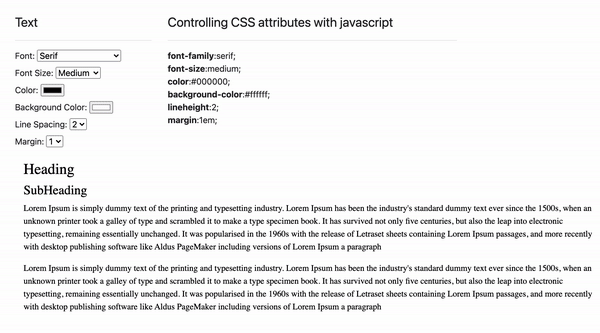 Text
Controlling CSS attributes with javascript
Font: Serif
Font Size: Medium
Color:
Background Color:
Line Spacing: 2
Margin: 1
font-family:serif;
font-size:medium;
color:#000000;
background-color:#ffffff;
lineheight:2;
margin:1em;
Heading
SubHeading
Lorem Ipsum is simply dummy text of the printing and typesetting industry. Lorem Ipsum has been the industry's standard dummy text ever since the 1500s, when an
unknown printer took a galley of type and scrambled it to make a type specimen book. It has survived not only five centuries, but also the leap into electronic
typesetting, remaining essentially unchanged. It was popularised in the 1960s with the release of Letraset sheets containing Lorem Ipsum passages, and more recently
with desktop publishing software like Aldus PageMaker including versions of Lorem Ipsum a paragraph
Lorem Ipsum is simply dummy text of the printing and typesetting industry. Lorem Ipsum has been the industry's standard dummy text ever since the 1500s, when an
unknown printer took a galley of type and scrambled it to make a type specimen book. It has survived not only five centuries, but also the leap into electronic
typesetting, remaining essentially unchanged. It was popularised in the 1960s with the release of Letraset sheets containing Lorem Ipsum passages, and more recently
with desktop publishing software like Aldus PageMaker including versions of Lorem Ipsum a paragraph